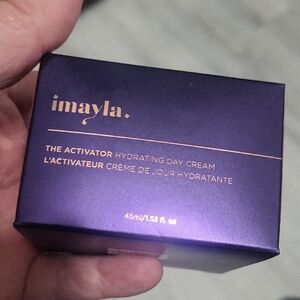 imayla.
THE ACTIVATOR HYDRATING DAY CREAM
L'ACTIVATEUR CRÈME DE JOUR HYDRATANTE
45ml/1.52 fl. oz